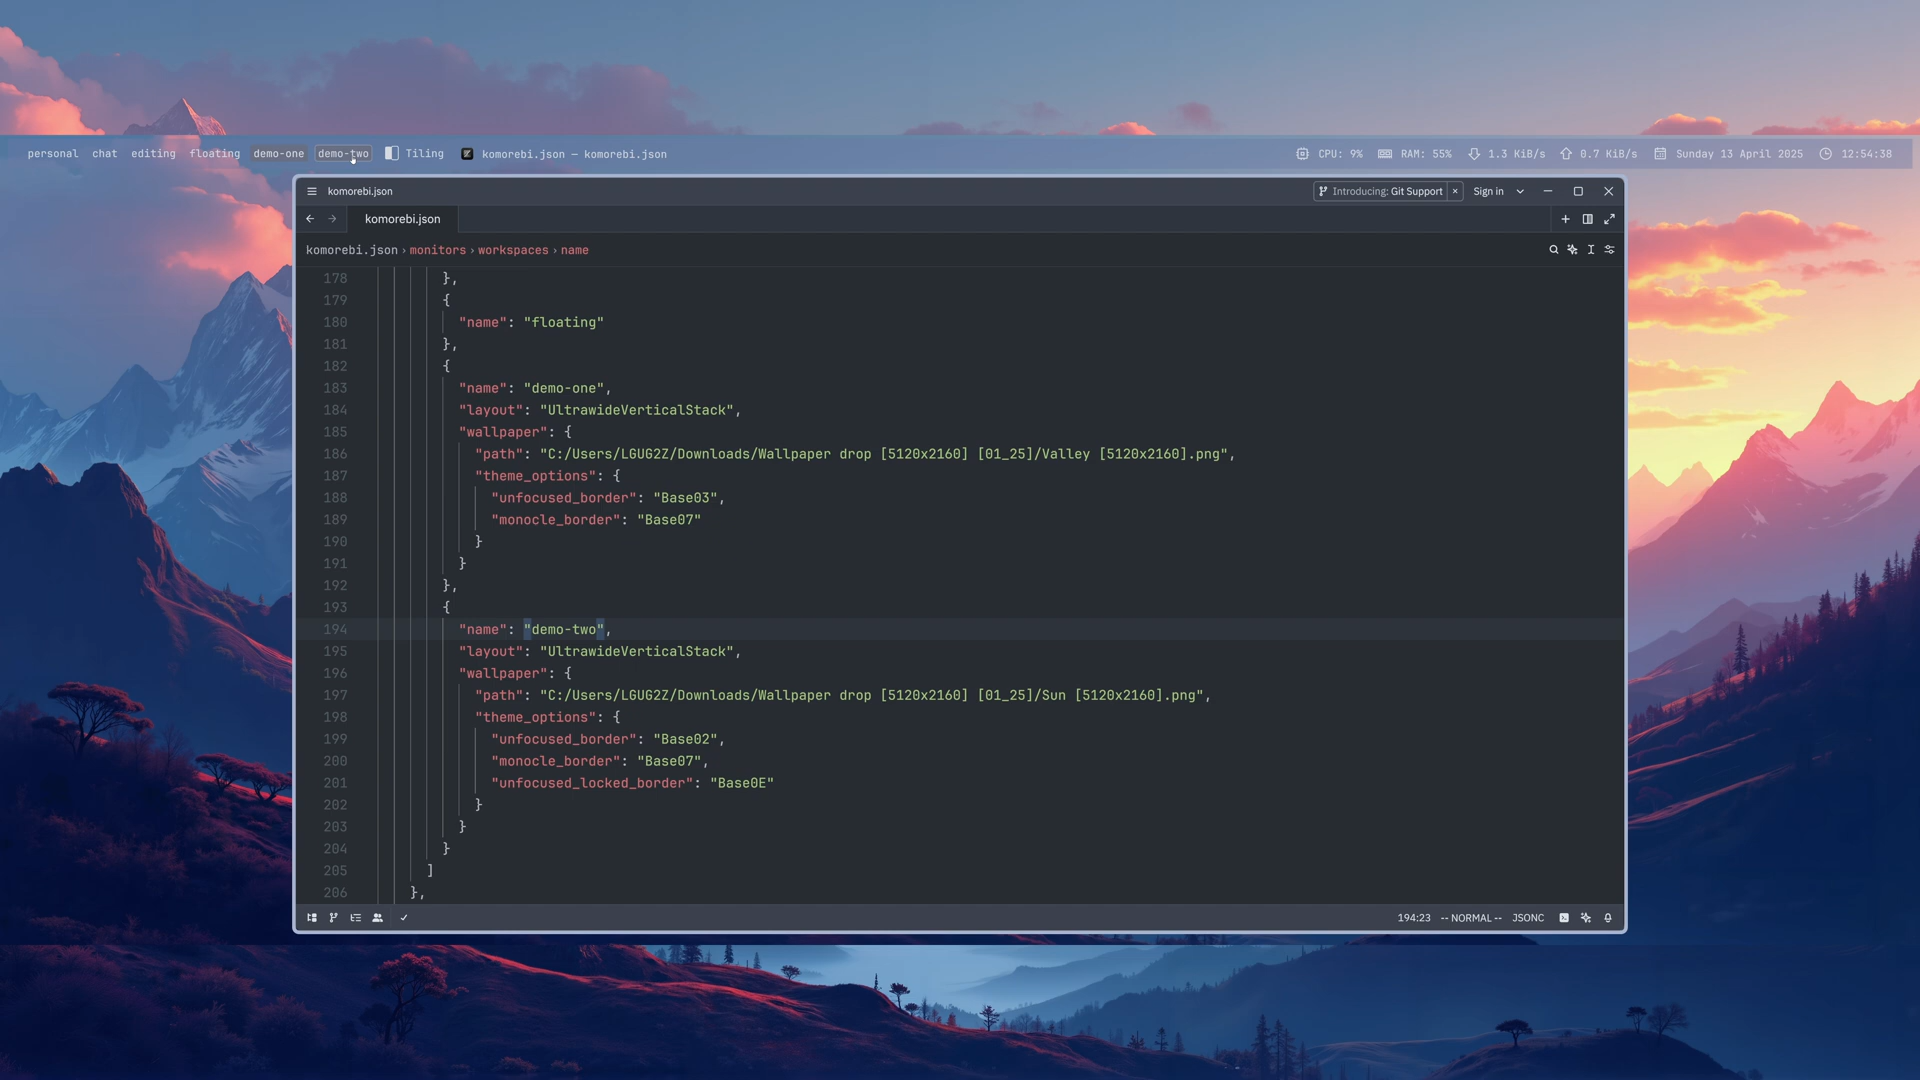 personal chat editing floating demo-one demo-two Tiling komorebi.json — komorebi.json CPU: 9% RAM: 55% 1.3 KiB/s 0.7 KiB/s Sunday 13 April 2025 12:54:38
komorebi.json Introducing: Git Support × Sign in
komorebi.json
komorebi.json › monitors › workspaces › name
178 },
179 {
180 "name": "floating"
181 },
182 {
183 "name": "demo-one",
184 "layout": "UltrawideVerticalStack",
185 "wallpaper": {
186 "path": "C:/Users/LGUG2Z/Downloads/Wallpaper drop [5120x2160] [01_25]/Valley [5120x2160].png",
187 "theme_options": {
188 "unfocused_border": "Base03",
189 "monocle_border": "Base07"
190 }
191 }
192 },
193 {
194 "name": "demo-two",
195 "layout": "UltrawideVerticalStack",
196 "wallpaper": {
197 "path": "C:/Users/LGUG2Z/Downloads/Wallpaper drop [5120x2160] [01_25]/Sun [5120x2160].png",
198 "theme_options": {
199 "unfocused_border": "Base02",
200 "monocle_border": "Base07",
201 "unfocused_locked_border": "Base0E"
202 }
203 }
204 }
205 ]
206 },
194:23 -- NORMAL -- JSONC